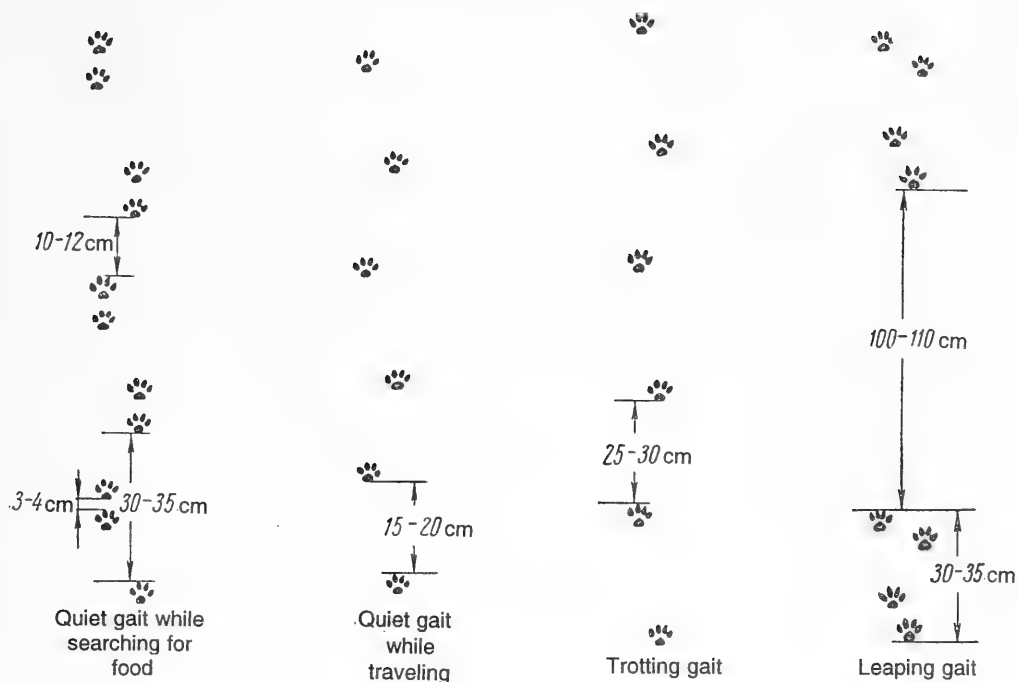 10-12 cm
3-4 cm
30-35 cm
Quiet gait while
searching for
food
15-20 cm
Quiet gait
while
traveling
25-30 cm
Trotting gait
100-110 cm
30-35 cm
Leaping gait